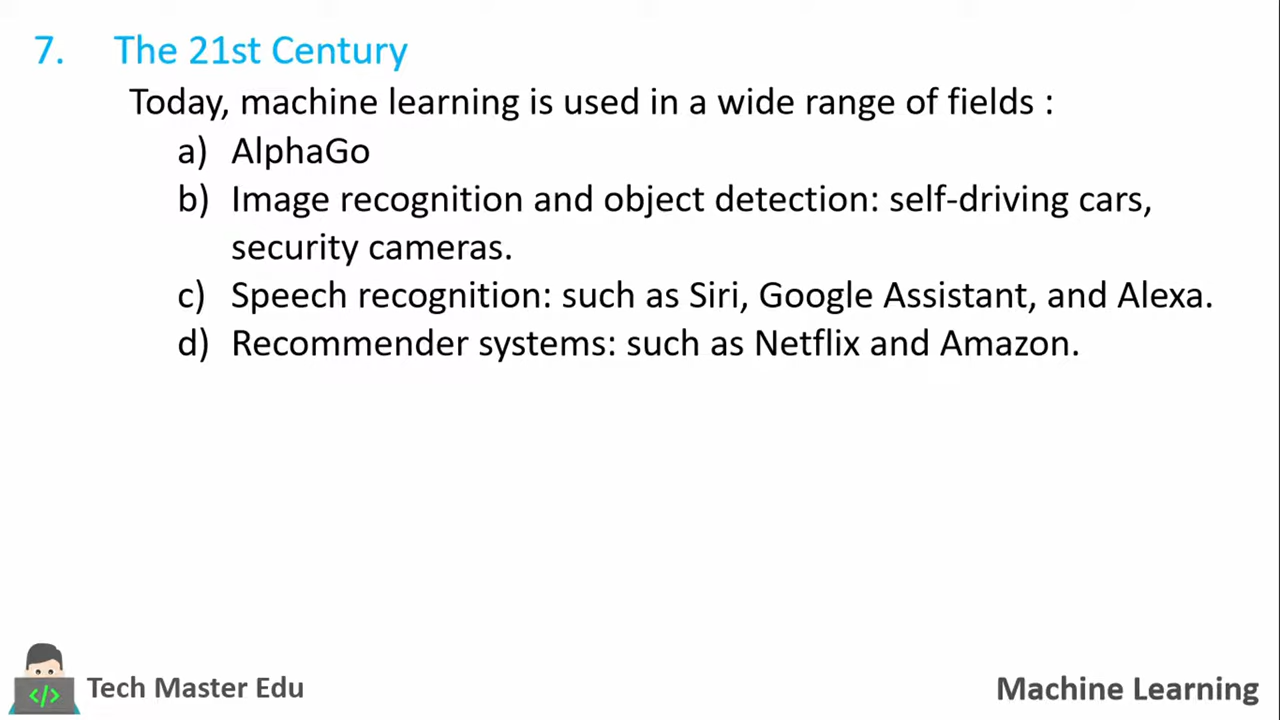 7. The 21st Century
Today, machine learning is used in a wide range of fields :
a) AlphaGo
b) Image recognition and object detection: self-driving cars,
security cameras.
c) Speech recognition: such as Siri, Google Assistant, and Alexa.
d) Recommender systems: such as Netflix and Amazon.
</>
Tech Master Edu
Machine Learning